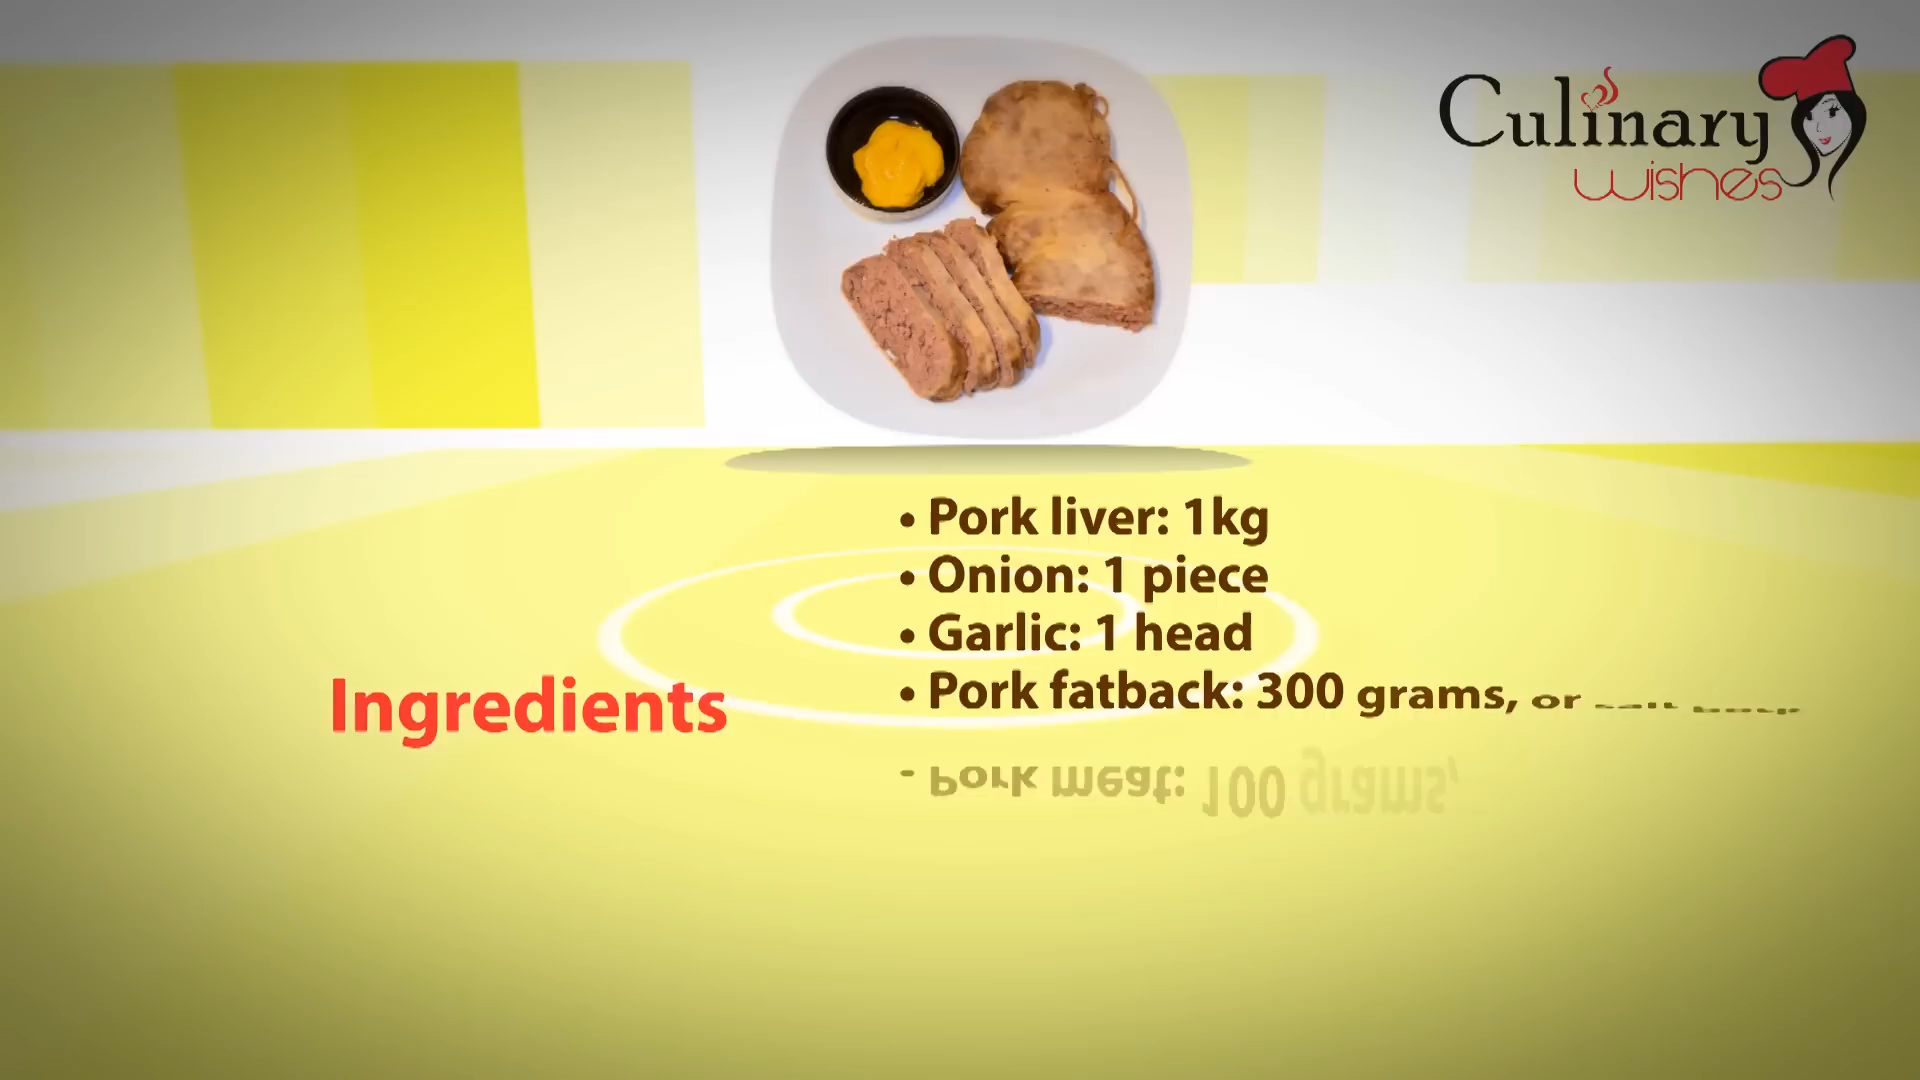 Culinary
wishes
• Pork liver: 1kg
• Onion: 1 piece
• Garlic: 1 head
• Pork fatback: 300 grams, or
Ingredients
- Pork meat: 100 grams,